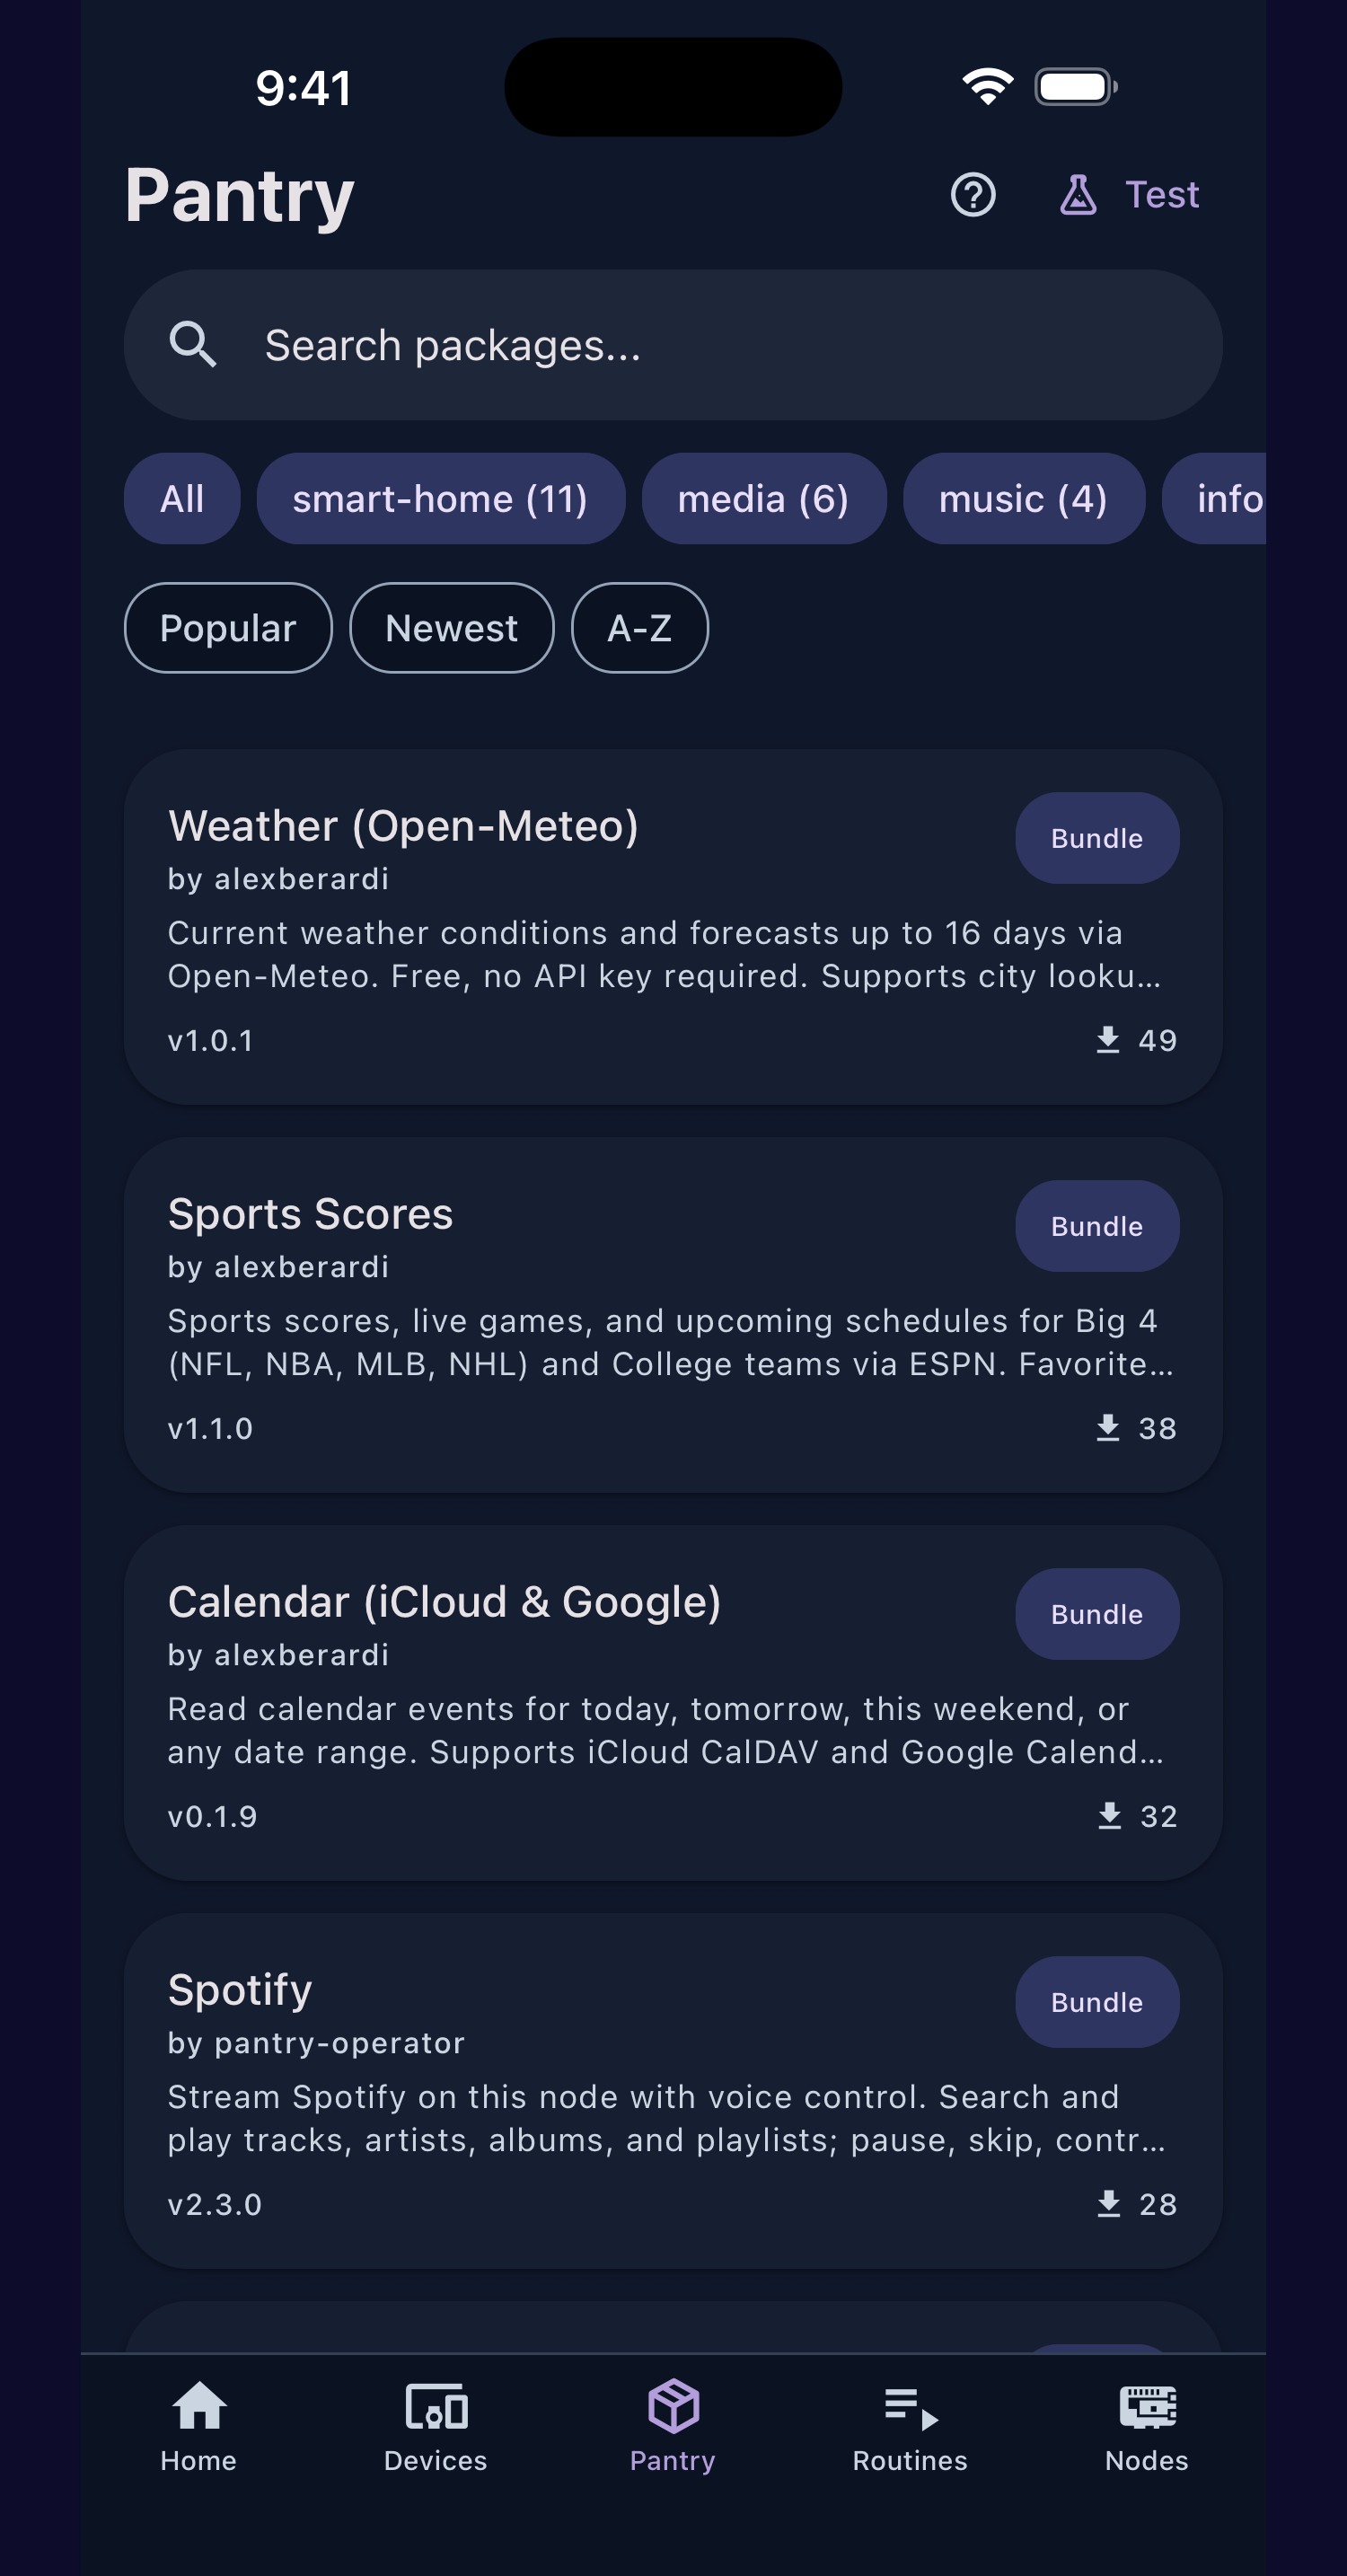 9:41
Pantry
Test
Search packages...
All
smart-home (11)
media (6)
music (4)
info
Popular
Newest
A-Z
Weather (Open-Meteo)
Bundle
by alexberardi
Current weather conditions and forecasts up to 16 days via
Open-Meteo. Free, no API key required. Supports city looku...
v1.0.1
49
Sports Scores
Bundle
by alexberardi
Sports scores, live games, and upcoming schedules for Big 4
(NFL, NBA, MLB, NHL) and College teams via ESPN. Favorite...
v1.1.0
38
Calendar (iCloud & Google)
Bundle
by alexberardi
Read calendar events for today, tomorrow, this weekend, or
any date range. Supports iCloud CalDAV and Google Calend...
v0.1.9
32
Spotify
Bundle
by pantry-operator
Stream Spotify on this node with voice control. Search and
play tracks, artists, albums, and playlists; pause, skip, contr...
v2.3.0
28
Home
Devices
Pantry
Routines
Nodes